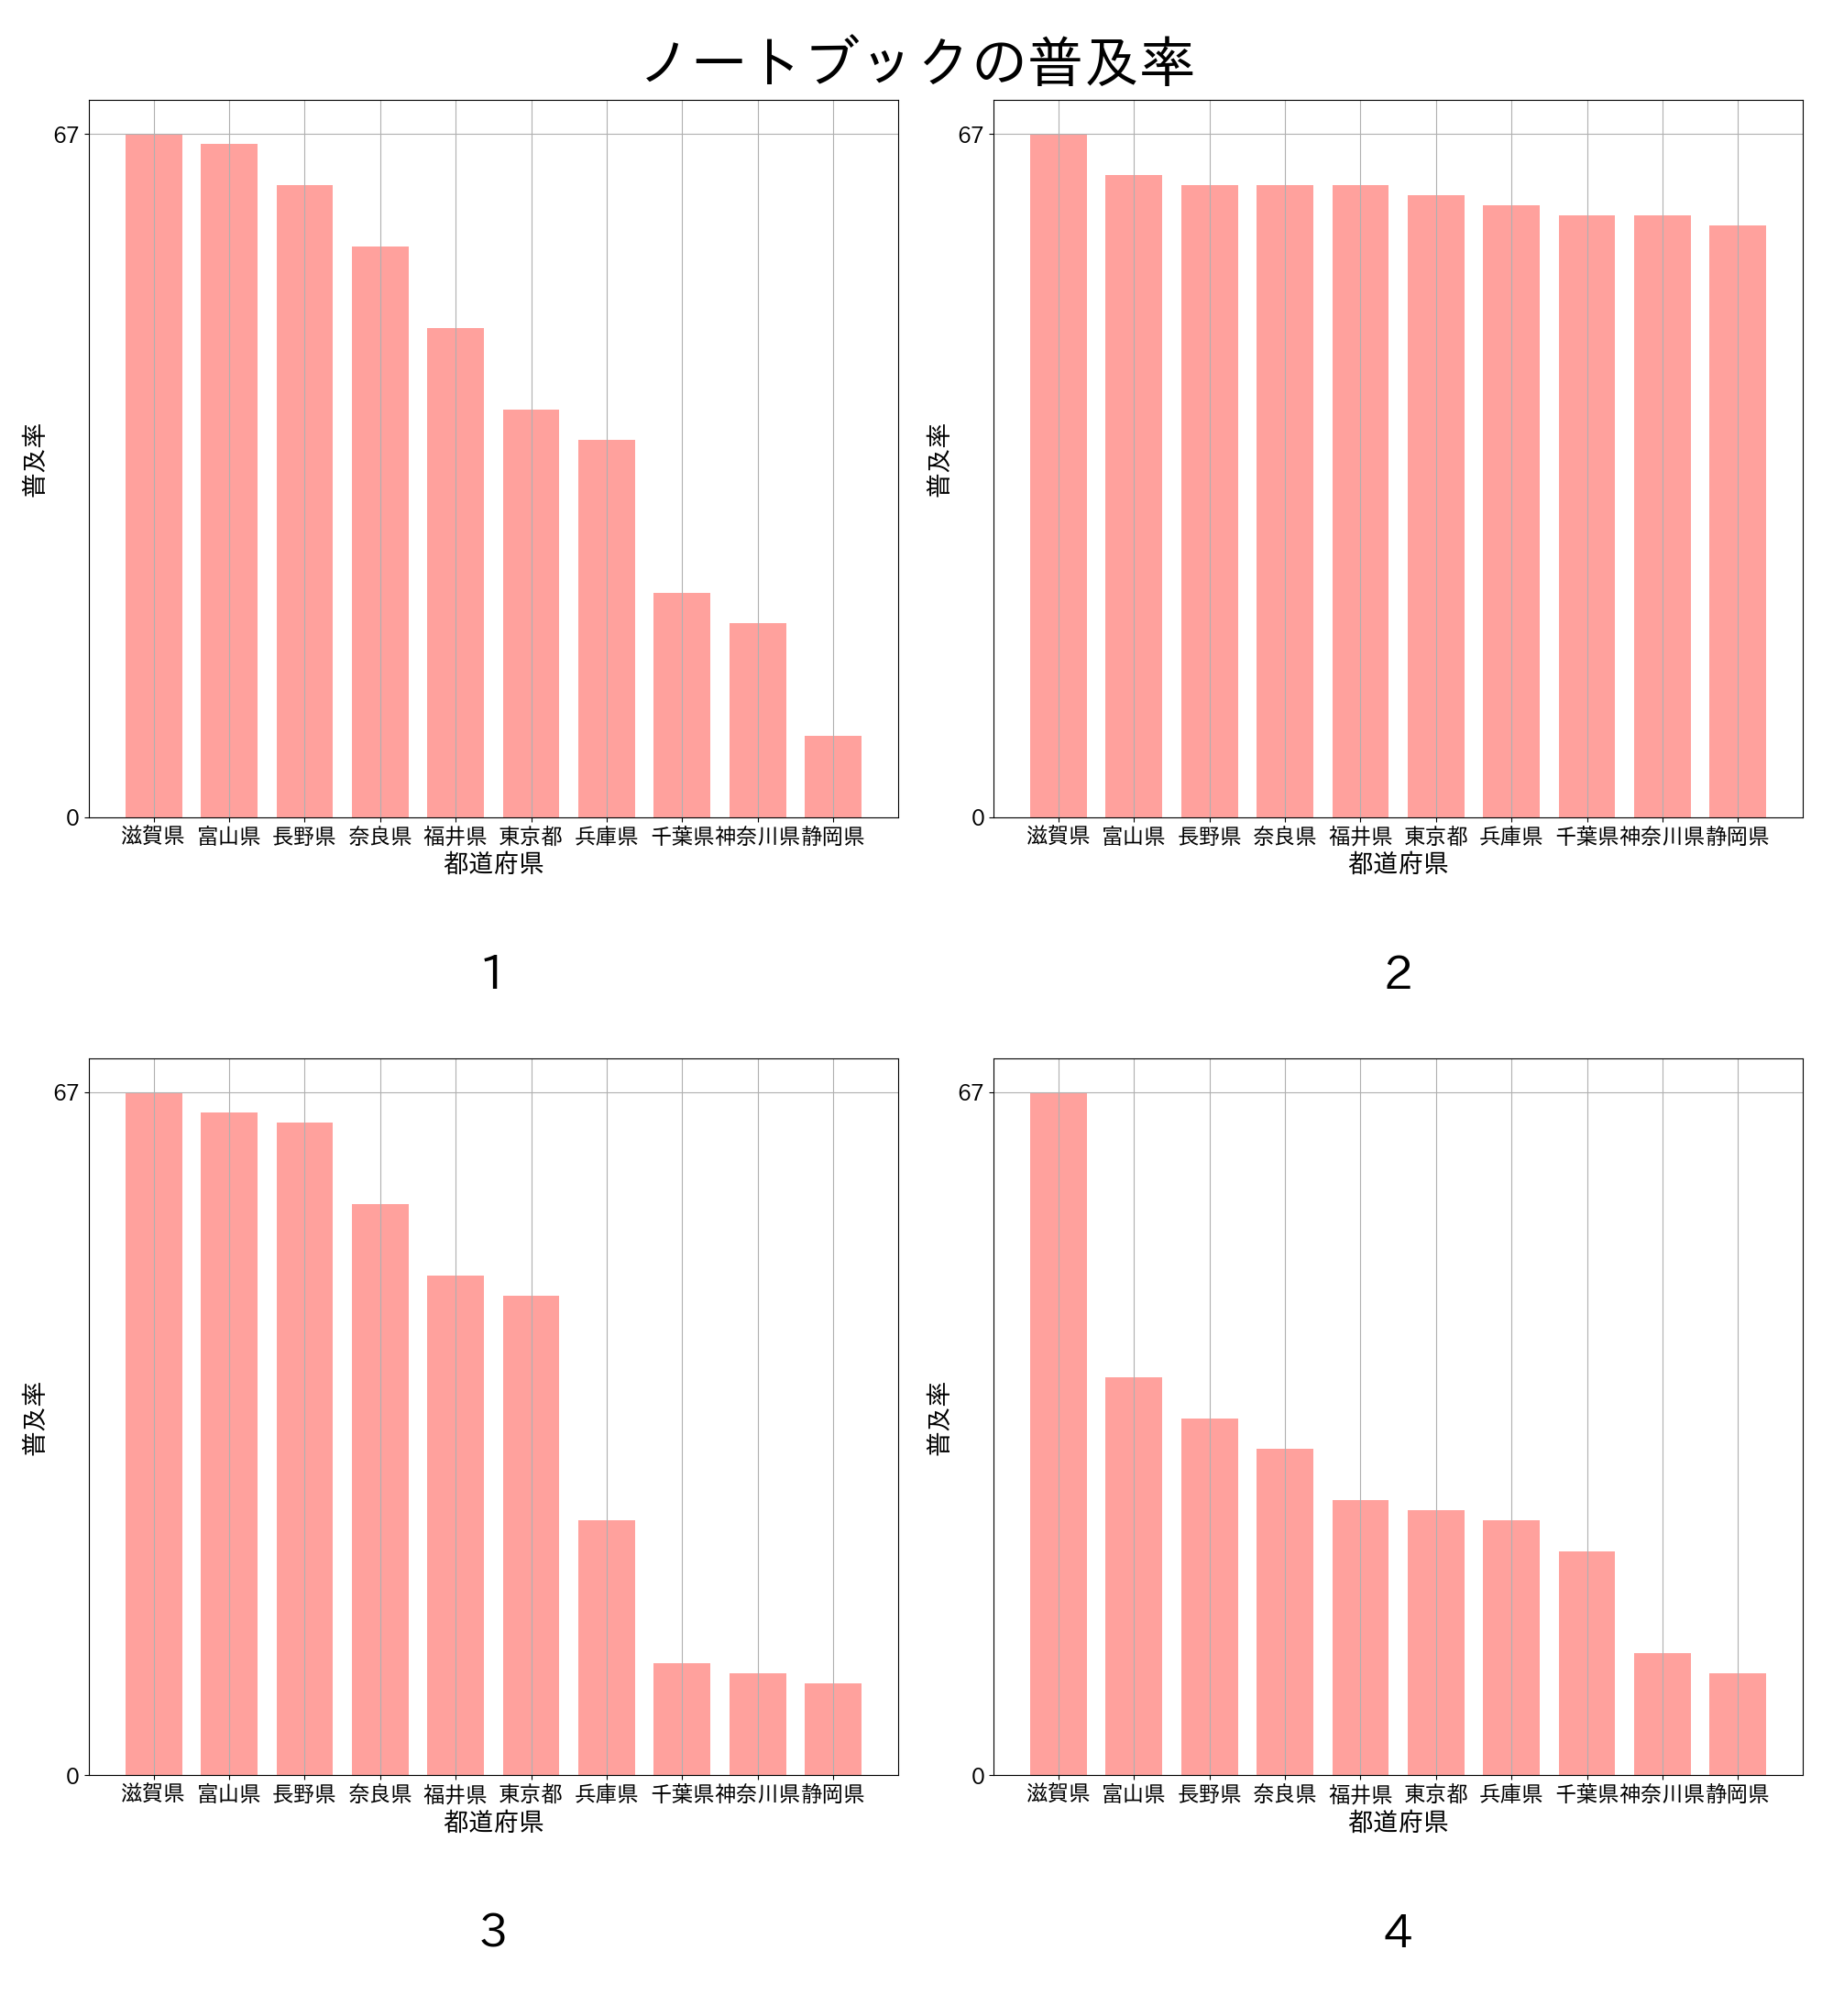 ノートブックの普及率
67
0
普及率
滋賀県 富山県 長野県 奈良県 福井県 東京都 兵庫県 千葉県 神奈川県 静岡県
都道府県
1
67
0
普及率
滋賀県 富山県 長野県 奈良県 福井県 東京都 兵庫県 千葉県 神奈川県 静岡県
都道府県
2
67
0
普及率
滋賀県 富山県 長野県 奈良県 福井県 東京都 兵庫県 千葉県 神奈川県 静岡県
都道府県
3
67
0
普及率
滋賀県 富山県 長野県 奈良県 福井県 東京都 兵庫県 千葉県 神奈川県 静岡県
都道府県
4